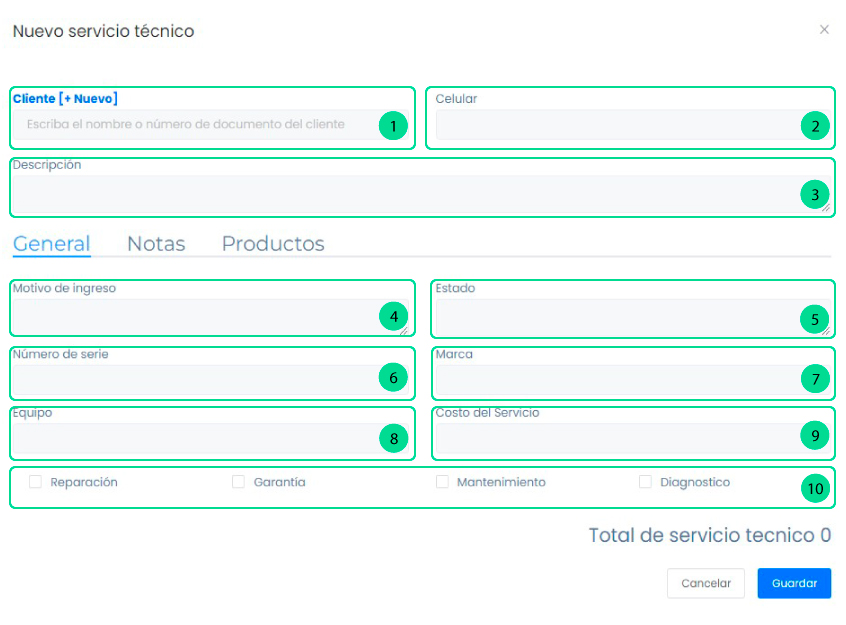 Nuevo servicio técnico ×
Cliente [+ Nuevo] Celular
Escriba el nombre o número de documento del cliente 1 2
Descripción
3
General Notas Productos
Motivo de ingreso Estado
4 5
Número de serie Marca
6 7
Equipo Costo del Servicio
8 9
Reparación Garantía Mantenimiento Diagnostico 10
Total de servicio tecnico 0
Cancelar Guardar